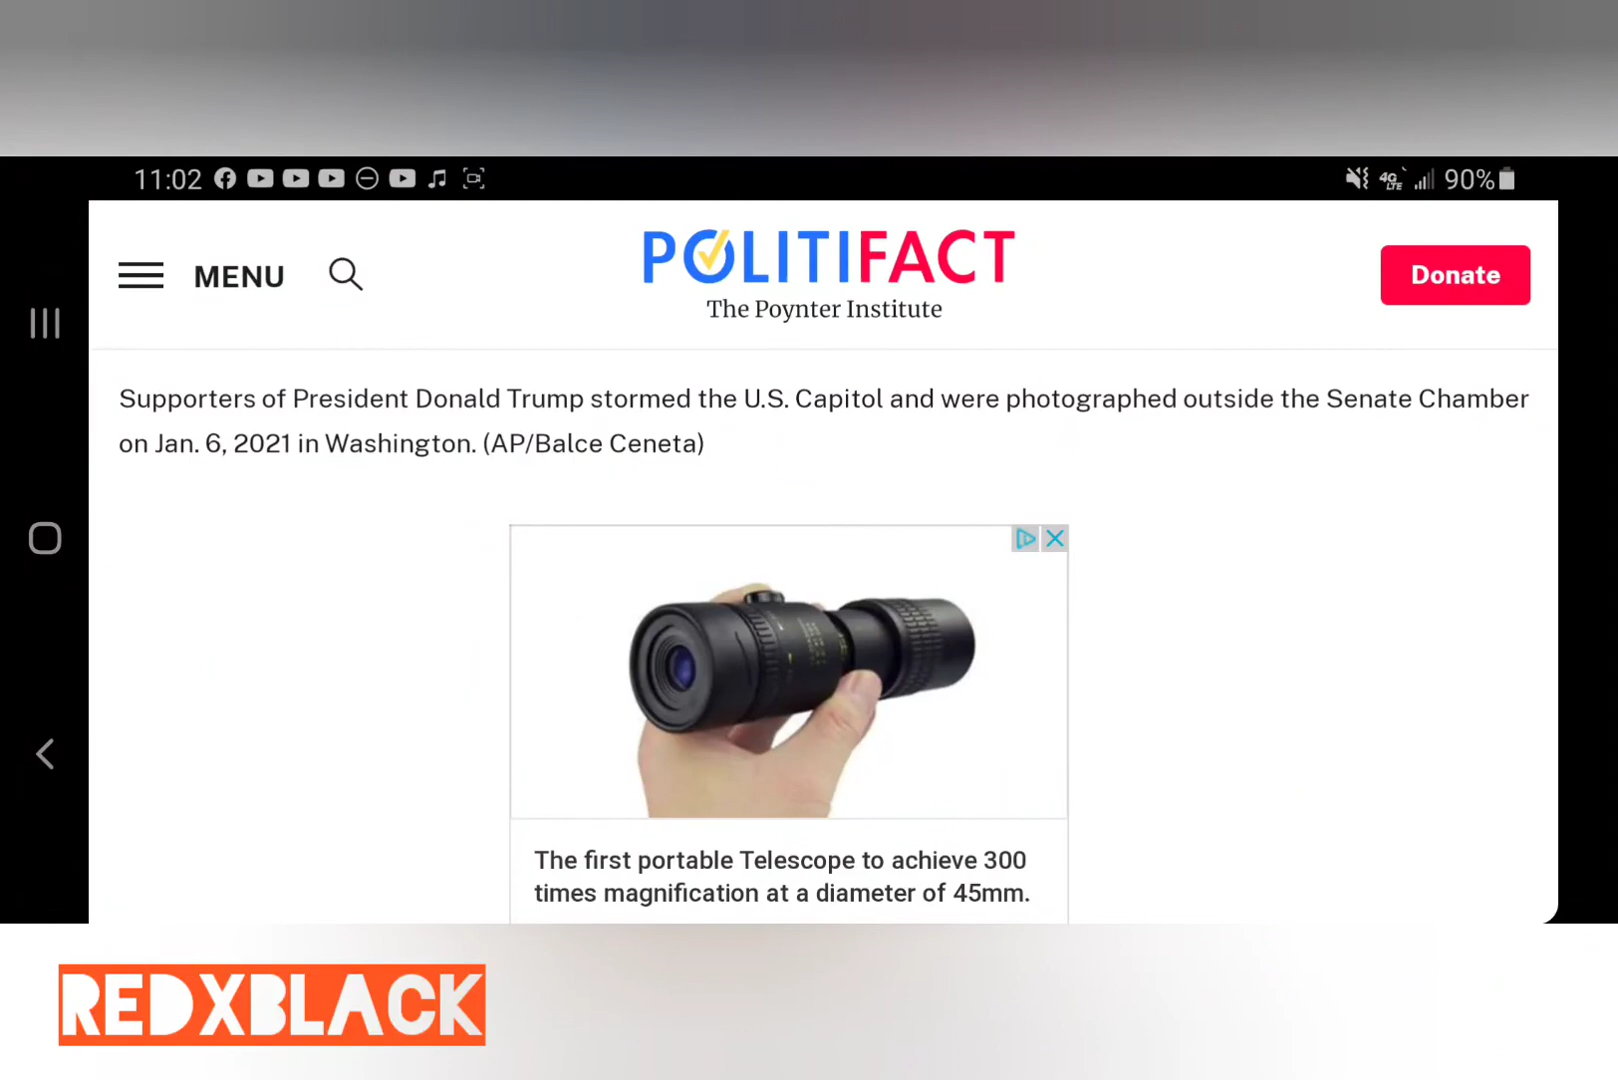 11:02
4G LTE 90%
MENU
POLITIFACT
The Poynter Institute
Donate
Supporters of President Donald Trump stormed the U.S. Capitol and were photographed outside the Senate Chamber
on Jan. 6, 2021 in Washington. (AP/Balce Ceneta)
The first portable Telescope to achieve 300
times magnification at a diameter of 45mm.
REDXBLACK